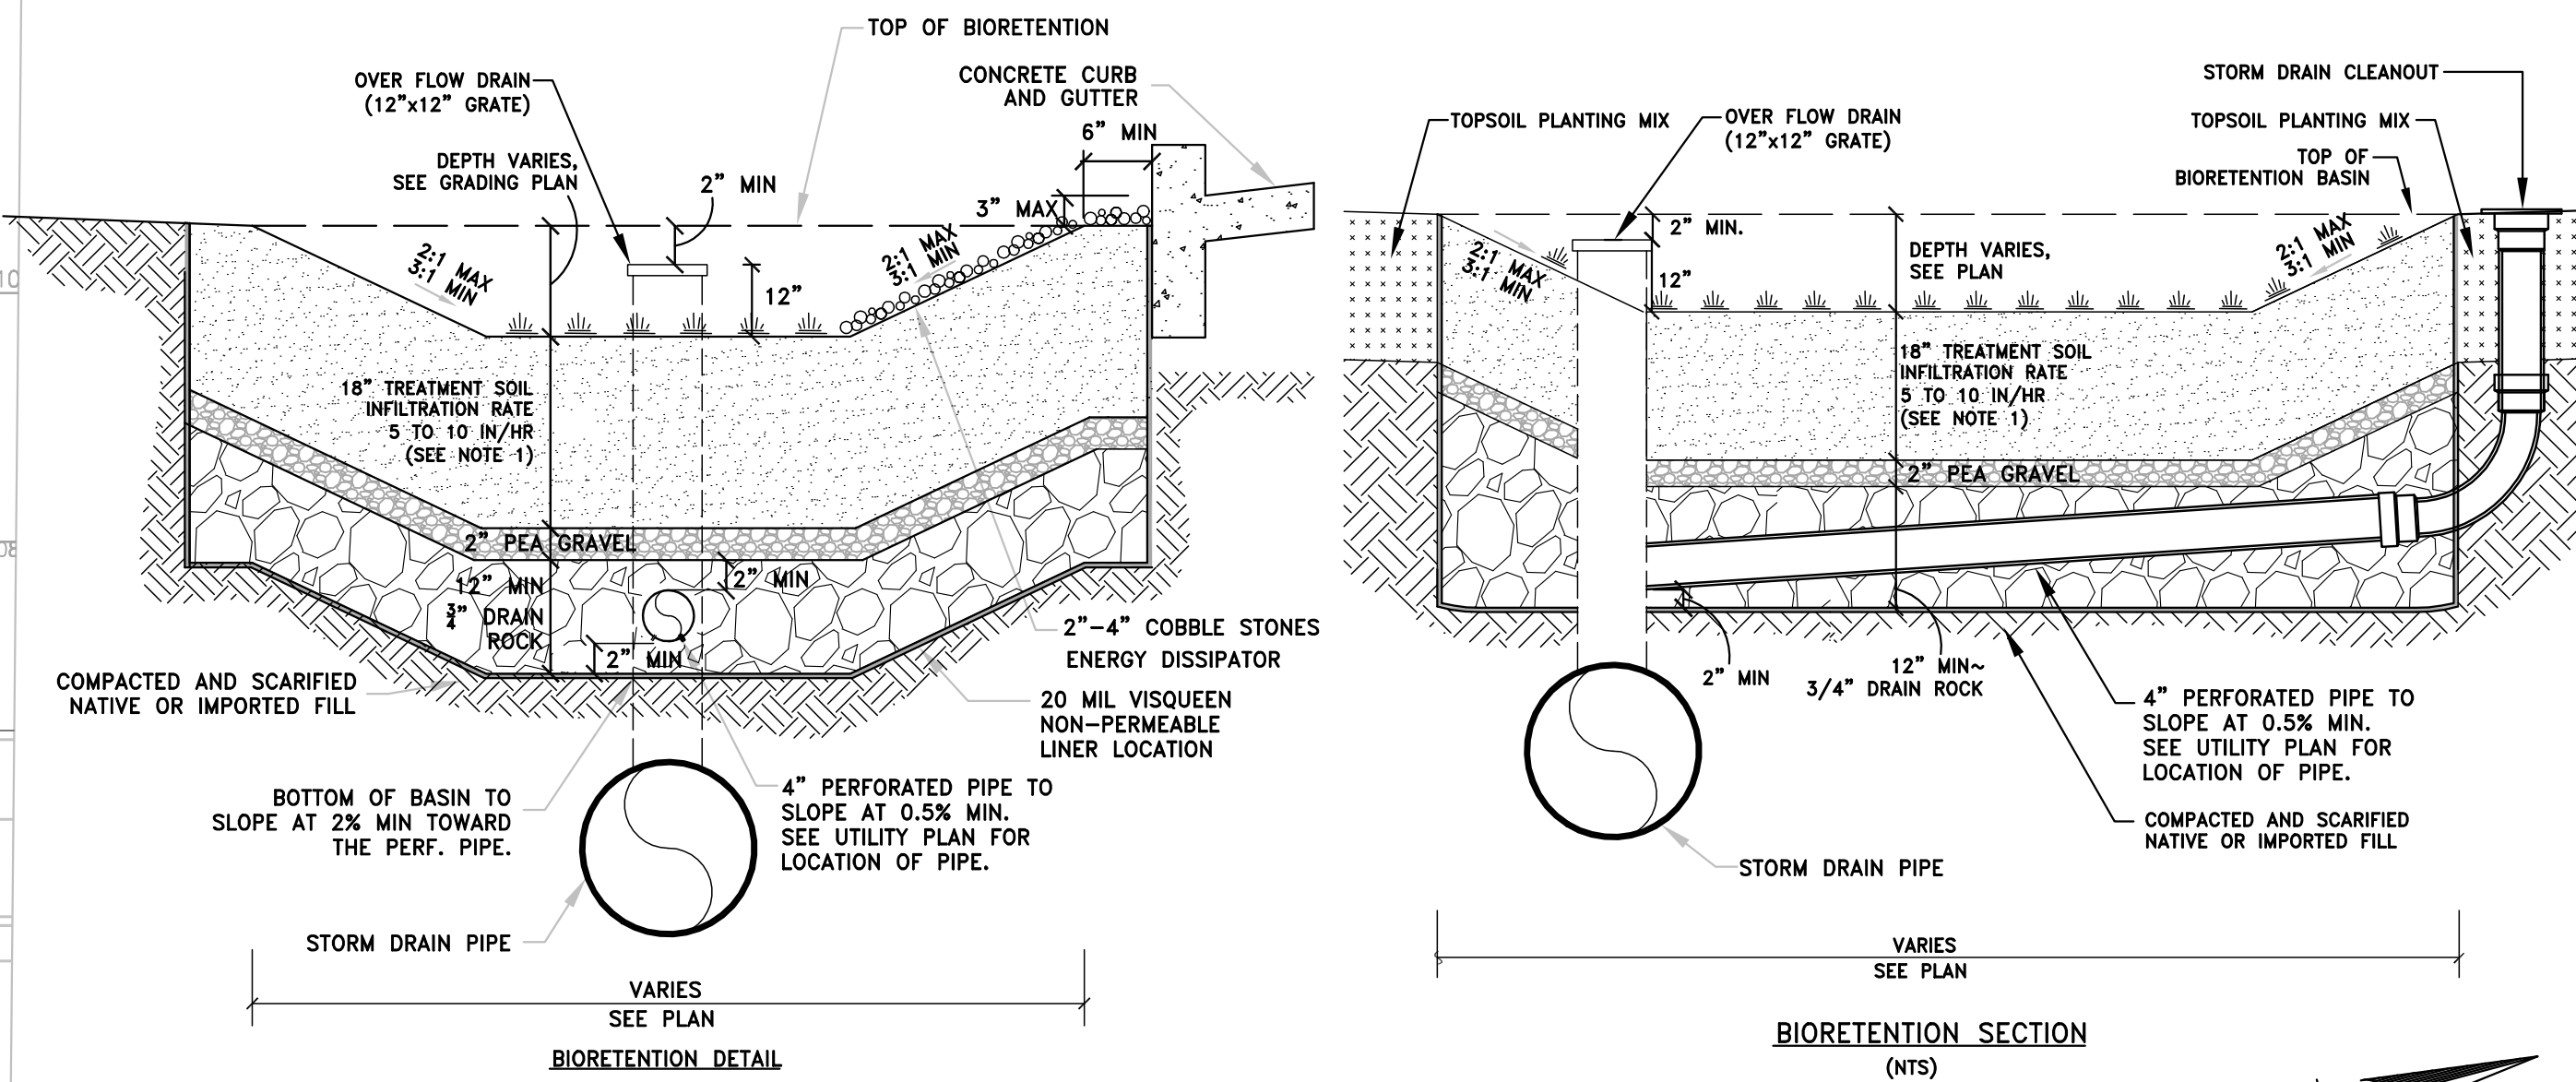 TOP OF BIORETENTION
OVER FLOW DRAIN
(12"x12" GRATE)
CONCRETE CURB
AND GUTTER
6" MIN
DEPTH VARIES,
SEE GRADING PLAN
2" MIN
3" MAX
2:1 MAX
3:1 MIN
2:1 MAX
3:1 MIN
12"
18" TREATMENT SOIL
INFILTRATION RATE
5 TO 10 IN/HR
(SEE NOTE 1)
2" PEA GRAVEL
12" MIN
3/4" DRAIN
ROCK
2" MIN
2" MIN
2"-4" COBBLE STONES
ENERGY DISSIPATOR
COMPACTED AND SCARIFIED
NATIVE OR IMPORTED FILL
20 MIL VISQUEEN
NON-PERMEABLE
LINER LOCATION
BOTTOM OF BASIN TO
SLOPE AT 2% MIN TOWARD
THE PERF. PIPE.
4" PERFORATED PIPE TO
SLOPE AT 0.5% MIN.
SEE UTILITY PLAN FOR
LOCATION OF PIPE.
STORM DRAIN PIPE
VARIES
SEE PLAN
BIORETENTION DETAIL
STORM DRAIN CLEANOUT
TOPSOIL PLANTING MIX
OVER FLOW DRAIN
(12"x12" GRATE)
TOPSOIL PLANTING MIX
TOP OF
BIORETENTION BASIN
2" MIN.
2:1 MAX
3:1 MIN
12"
DEPTH VARIES,
SEE PLAN
2:1 MAX
3:1 MIN
18" TREATMENT SOIL
INFILTRATION RATE
5 TO 10 IN/HR
(SEE NOTE 1)
2" PEA GRAVEL
2" MIN
12" MIN~
3/4" DRAIN ROCK
4" PERFORATED PIPE TO
SLOPE AT 0.5% MIN.
SEE UTILITY PLAN FOR
LOCATION OF PIPE.
COMPACTED AND SCARIFIED
NATIVE OR IMPORTED FILL
STORM DRAIN PIPE
VARIES
SEE PLAN
BIORETENTION SECTION
(NTS)